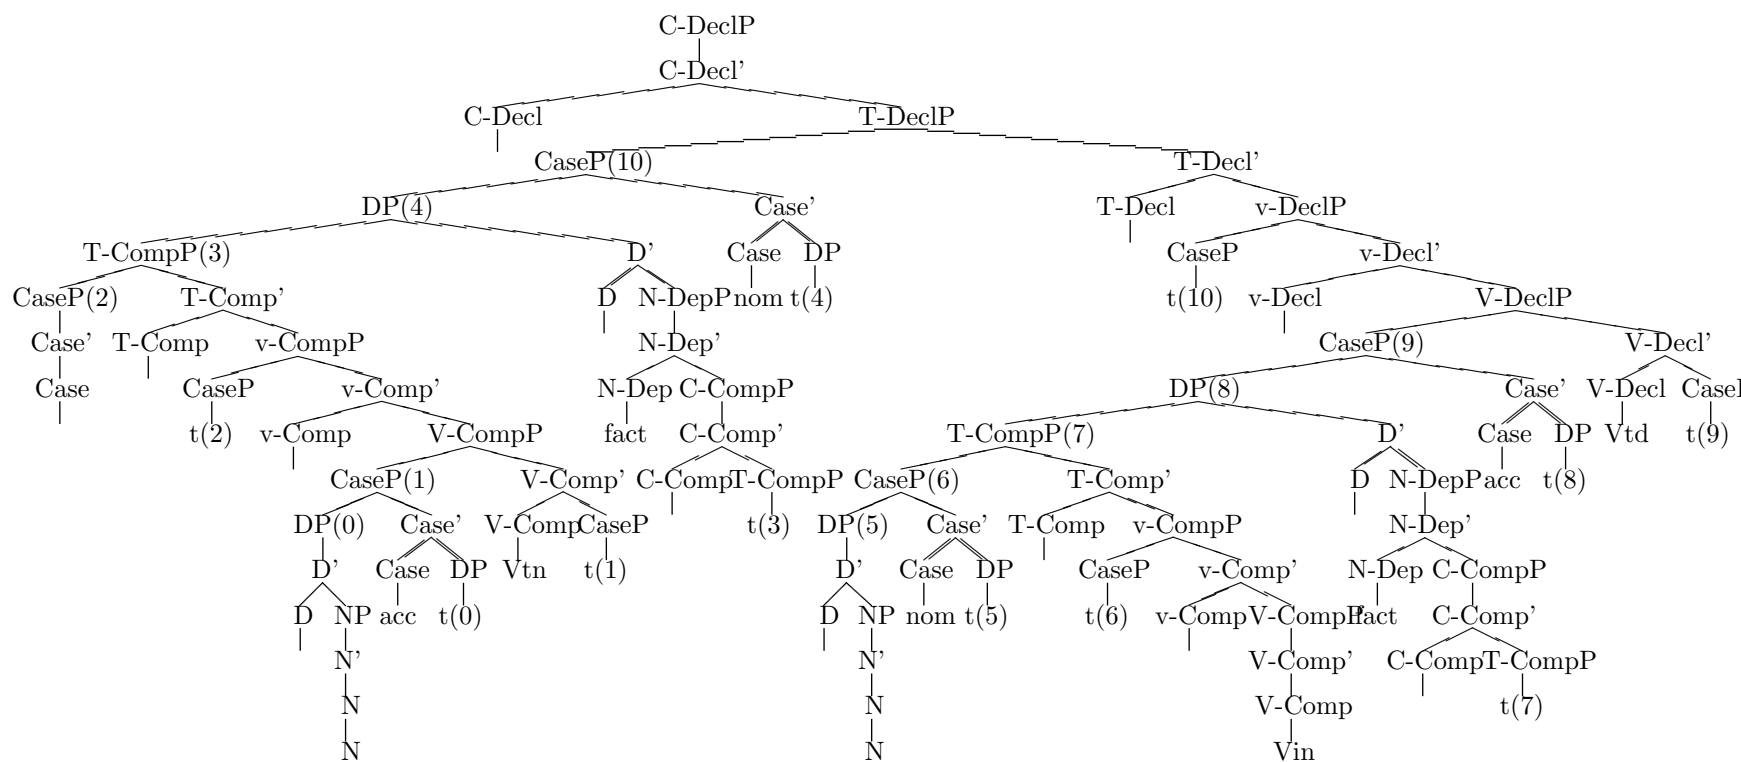 C-DeclP
C-Decl'
C-Decl T-DeclP
CaseP(10) T-Decl'
DP(4) Case' T-Decl v-DeclP
T-CompP(3) D' Case DP CaseP v-Decl'
CaseP(2) T-Comp' D N-DepP nom t(4) t(10) v-Decl V-DeclP
Case' T-Comp v-CompP N-Dep' CaseP(9) V-Decl'
Case CaseP v-Comp' N-Dep C-CompP DP(8) Case' V-Decl
t(2) v-Comp V-CompP fact C-Comp' T-CompP(7) D' Case DP Vtd t(9)
CaseP(1) V-Comp' C-Comp T-CompP CaseP(6) T-Comp' D N-DepP acc t(8)
DP(0) Case' V-Comp CaseP t(3) DP(5) Case' T-Comp v-CompP N-Dep'
D' Case DP Vtn t(1) D' Case DP CaseP v-Comp' N-Dep C-CompP
D NP acc t(0) D NP nom t(5) t(6) v-Comp V-CompP fact C-Comp'
N' N' V-Comp' C-Comp T-CompP
N N V-Comp t(7)
N N Vin